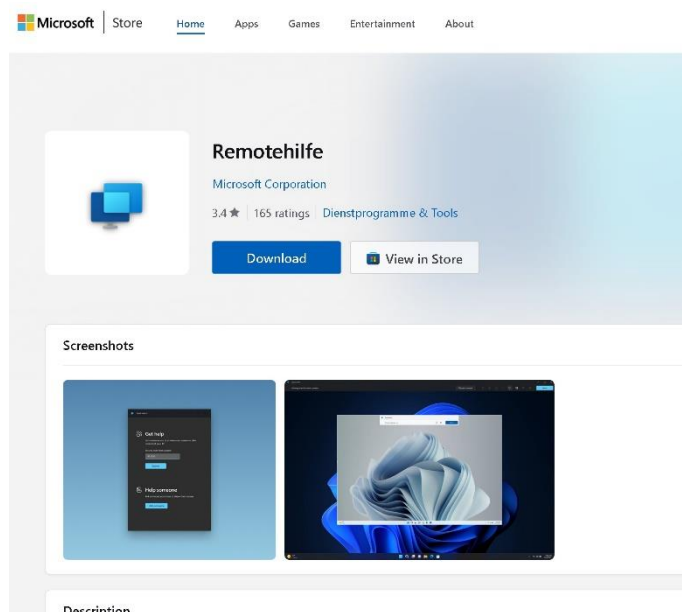 Microsoft Store Home Apps Games Entertainment About
Remotehilfe
Microsoft Corporation
3.4★ 165 ratings Dienstprogramme & Tools
Download View in Store
Screenshots
Get help
Help someone
Description